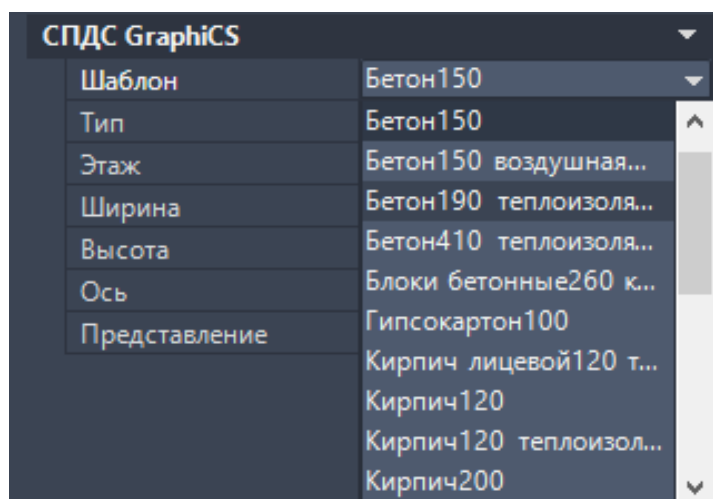 СПДС GraphiCS
Шаблон Бетон150
Тип Бетон150
Этаж Бетон150 воздушная...
Ширина Бетон190 теплоизоля...
Высота Бетон410 теплоизоля...
Ось Блоки бетонные260 к...
Представление Гипсокартон100
Кирпич лицевой120 т...
Кирпич120
Кирпич120 теплоизол...
Кирпич200